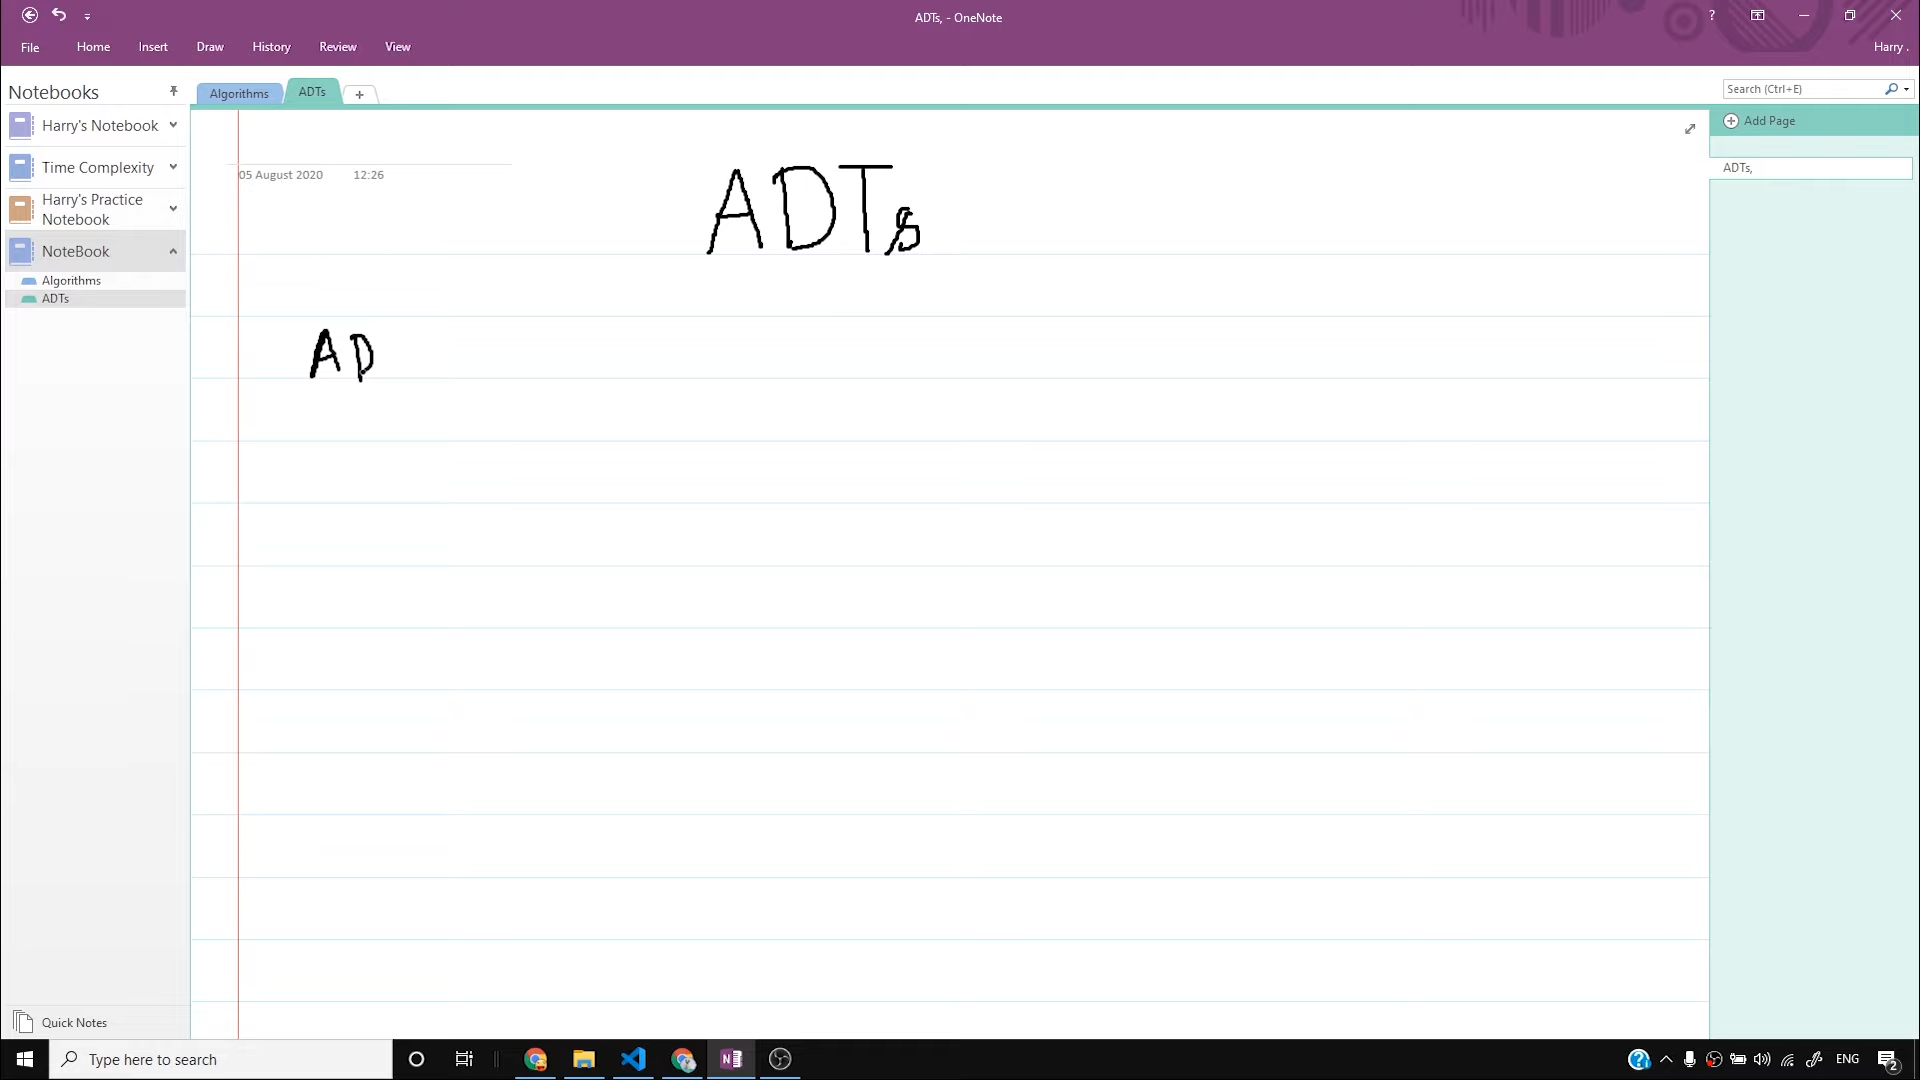 ADTs, - OneNote
?
File Home Insert Draw History Review View
Harry .
Notebooks
Algorithms ADTs +
Search (Ctrl+E)
Harry's Notebook
Time Complexity
Harry's Practice
Notebook
NoteBook
Algorithms
ADTs
Add Page
ADTs,
05 August 2020 12:26
ADTs
AD
Quick Notes
Type here to search
ENG
2